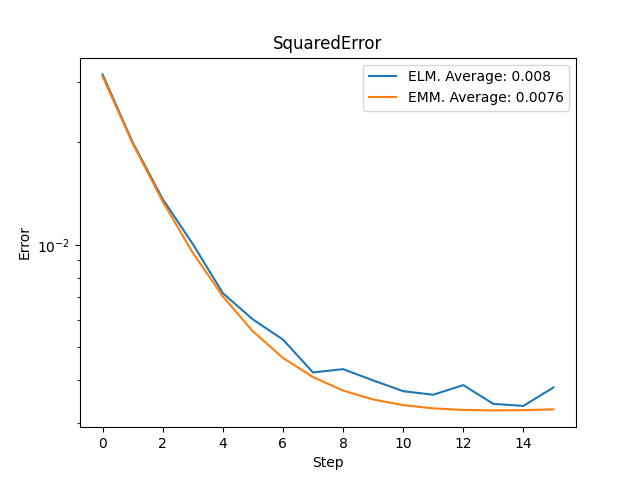 SquaredError
ELM. Average: 0.008
EMM. Average: 0.0076
Error
10⁻²
0 2 4 6 8 10 12 14
Step